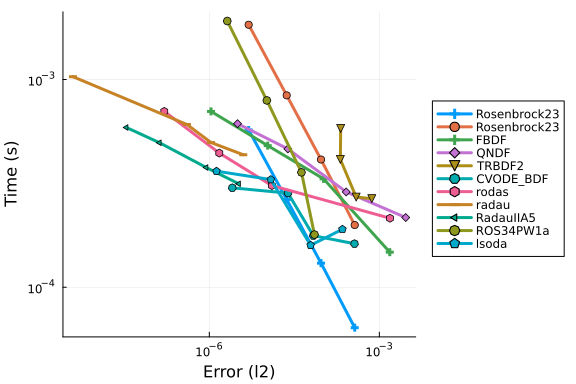 Time (s)
10⁻³
10⁻⁴
10⁻⁶
10⁻³
Error (l2)
Rosenbrock23
Rosenbrock23
FBDF
QNDF
TRBDF2
CVODE_BDF
rodas
radau
RadauIIA5
ROS34PW1a
lsoda